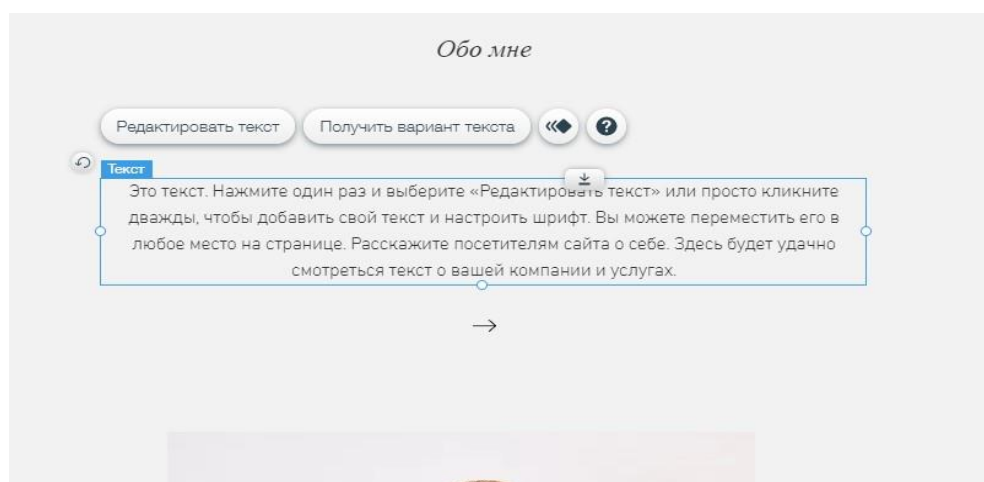 Обо мне
Редактировать текст Получить вариант текста
Текст
Это текст. Нажмите один раз и выберите «Редактировать текст» или просто кликните
дважды, чтобы добавить свой текст и настроить шрифт. Вы можете переместить его в
любое место на странице. Расскажите посетителям сайта о себе. Здесь будет удачно
смотреться текст о вашей компании и услугах.